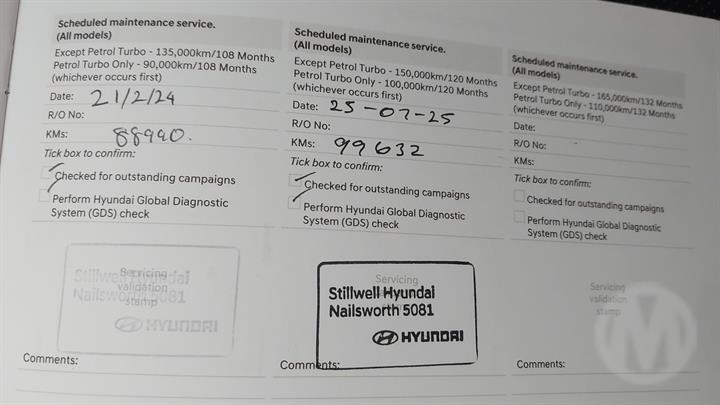 Scheduled maintenance service.
(All models)
Except Petrol Turbo - 135,000km/108 Months
Petrol Turbo Only - 90,000km/108 Months
(whichever occurs first)
Date: 21/2/24
R/O No:
KMs: 88990.
Tick box to confirm:
Checked for outstanding campaigns
Perform Hyundai Global Diagnostic
System (GDS) check
Servicing
validation
stamp
Stillwell Hyundai
Nailsworth 5081
HYUNDAI
Comments:
Scheduled maintenance service.
(All models)
Except Petrol Turbo - 150,000km/120 Months
Petrol Turbo Only - 100,000km/120 Months
(whichever occurs first)
Date: 25-07-25
R/O No:
KMs: 99632
Tick box to confirm:
Checked for outstanding campaigns
Perform Hyundai Global Diagnostic
System (GDS) check
Servicing
Stillwell Hyundai
Nailsworth 5081
HYUNDAI
Comments:
Scheduled maintenance service.
(All models)
Except Petrol Turbo - 165,000km/132 Months
Petrol Turbo Only - 110,000km/132 Months
(whichever occurs first)
Date:
R/O No:
KMs:
Tick box to confirm:
Checked for outstanding campaigns
Perform Hyundai Global Diagnostic
System (GDS) check
Servicing
validation
stamp
M
Comments: